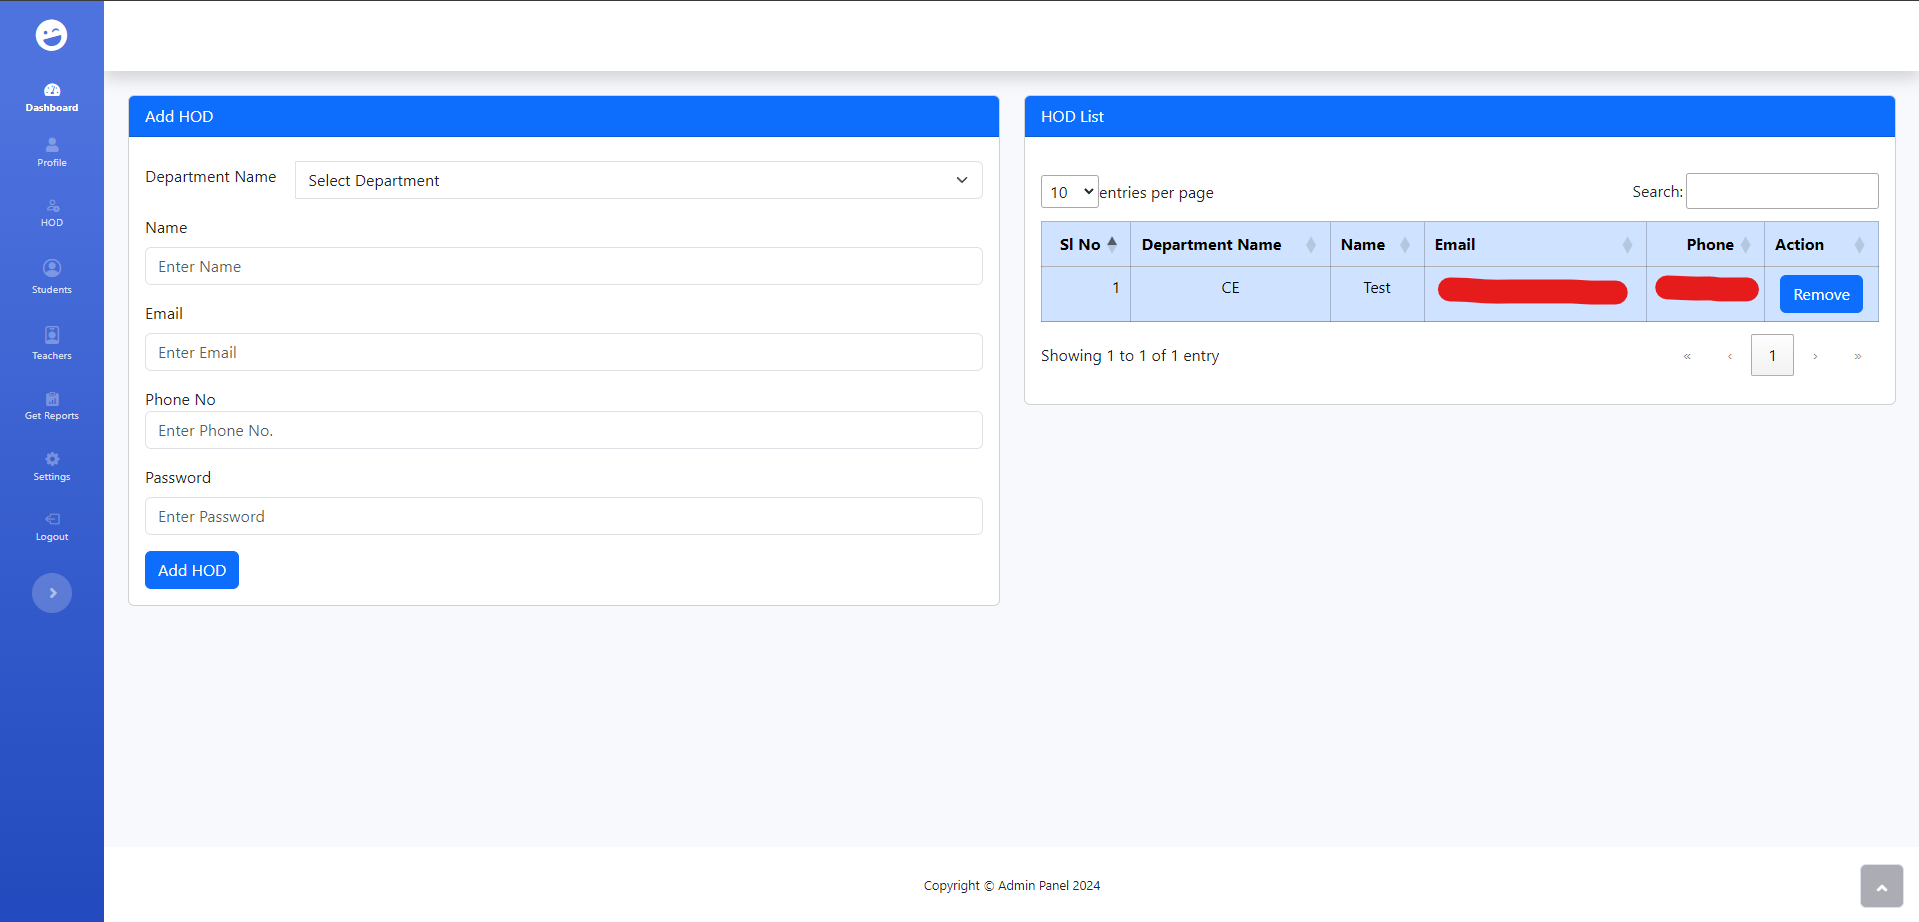 Dashboard
Profile
HOD
Students
Teachers
Get Reports
Settings
Logout
Add HOD
Department Name Select Department
Name
Enter Name
Email
Enter Email
Phone No
Enter Phone No.
Password
Enter Password
Add HOD
HOD List
10 entries per page Search:
Sl No Department Name Name Email Phone Action
1 CE Test Remove
Showing 1 to 1 of 1 entry « ‹ 1 › »
Copyright © Admin Panel 2024